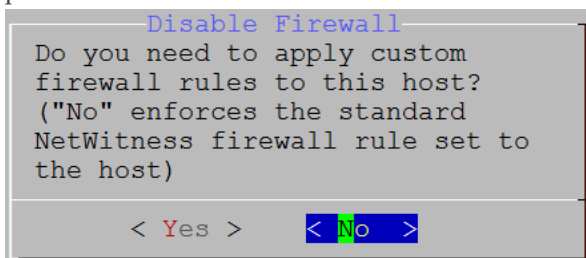 Disable Firewall
Do you need to apply custom
firewall rules to this host?
("No" enforces the standard
NetWitness firewall rule set to
the host)
< Yes > < No >